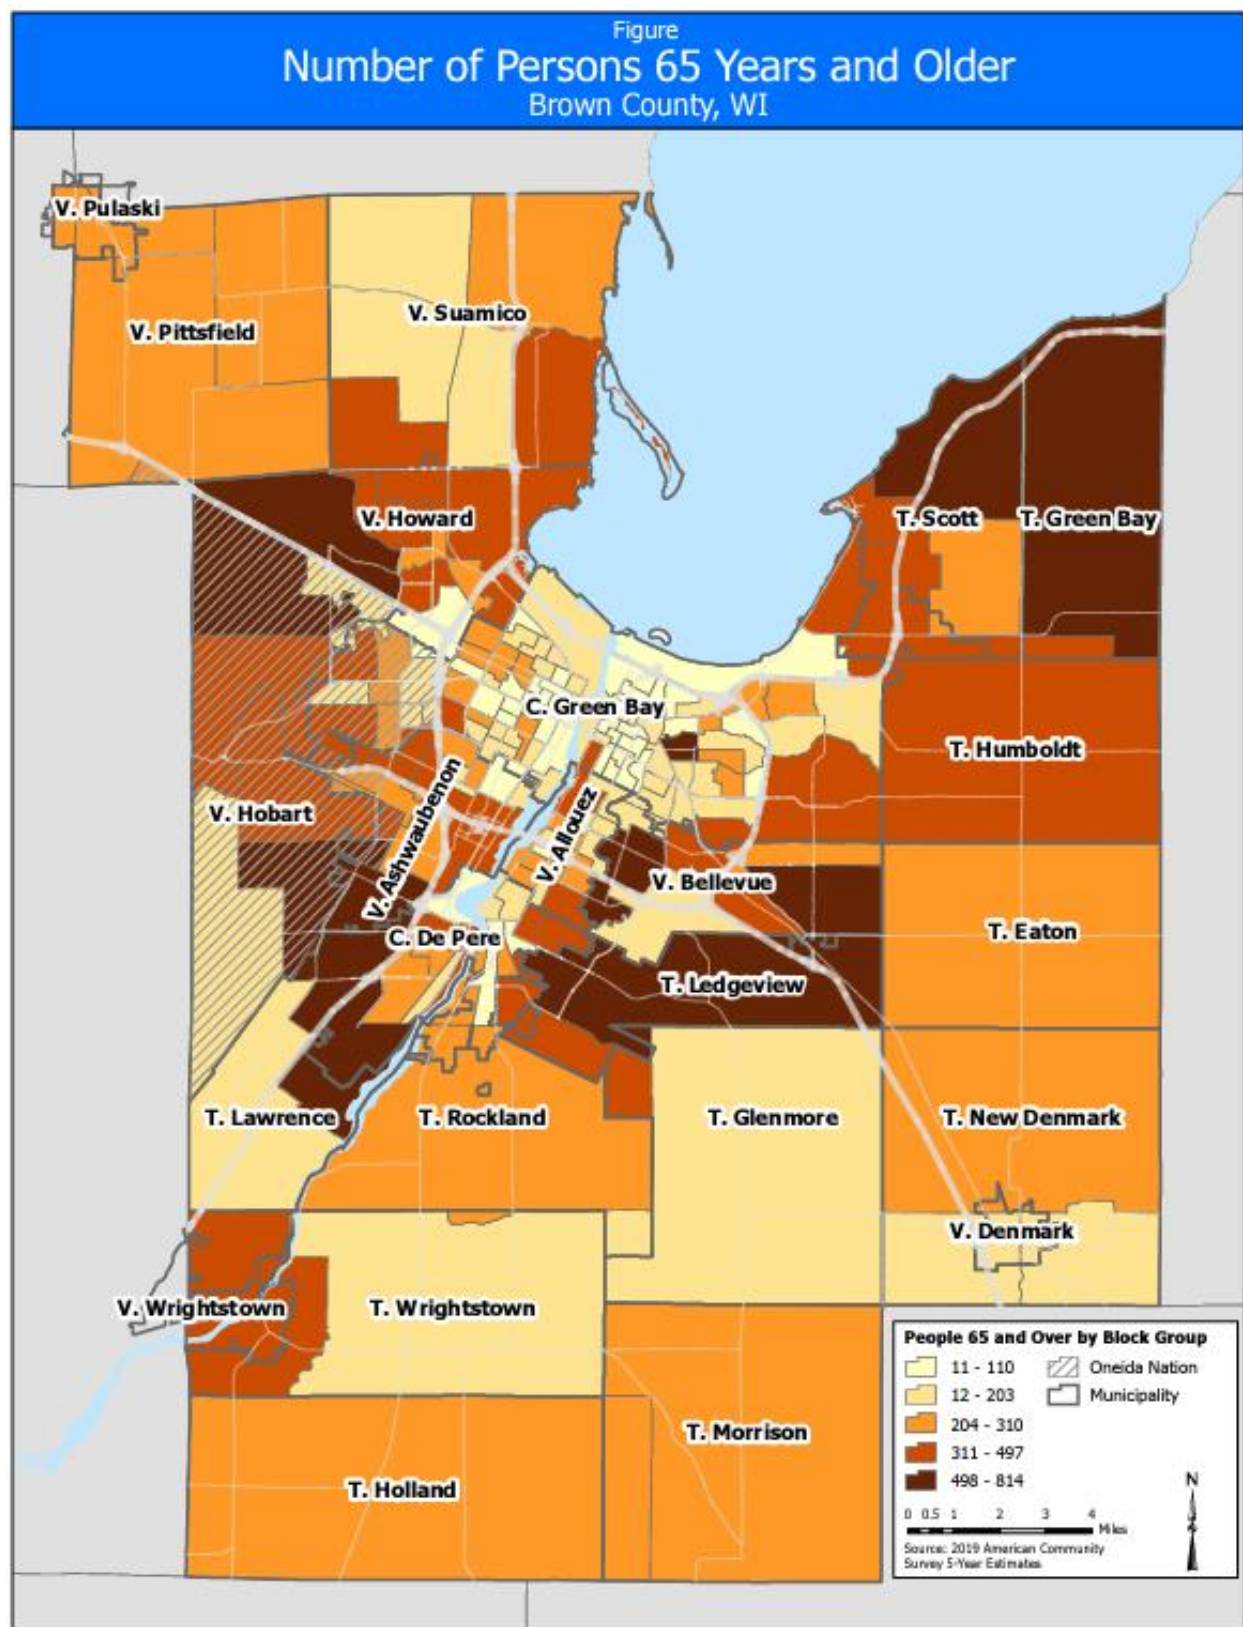 Figure
Number of Persons 65 Years and Older
Brown County, WI
V. Pulaski
V. Suamico
V. Pittsfield
V. Howard
T. Scott
T. Green Bay
C. Green Bay
T. Humboldt
V. Hobart
V. Ashwaubenon
V. Allouez
V. Bellevue
C. De Pere
T. Eaton
T. Ledgeview
T. Lawrence
T. Rockland
T. Glenmore
T. New Denmark
V. Denmark
V. Wrightstown
T. Wrightstown
T. Morrison
T. Holland
People 65 and Over by Block Group
11 - 110
Oneida Nation
12 - 203
Municipality
204 - 310
311 - 497
498 - 814
N
0 0.5 1 2 3 4
Miles
Source: 2019 American Community
Survey 5-Year Estimates